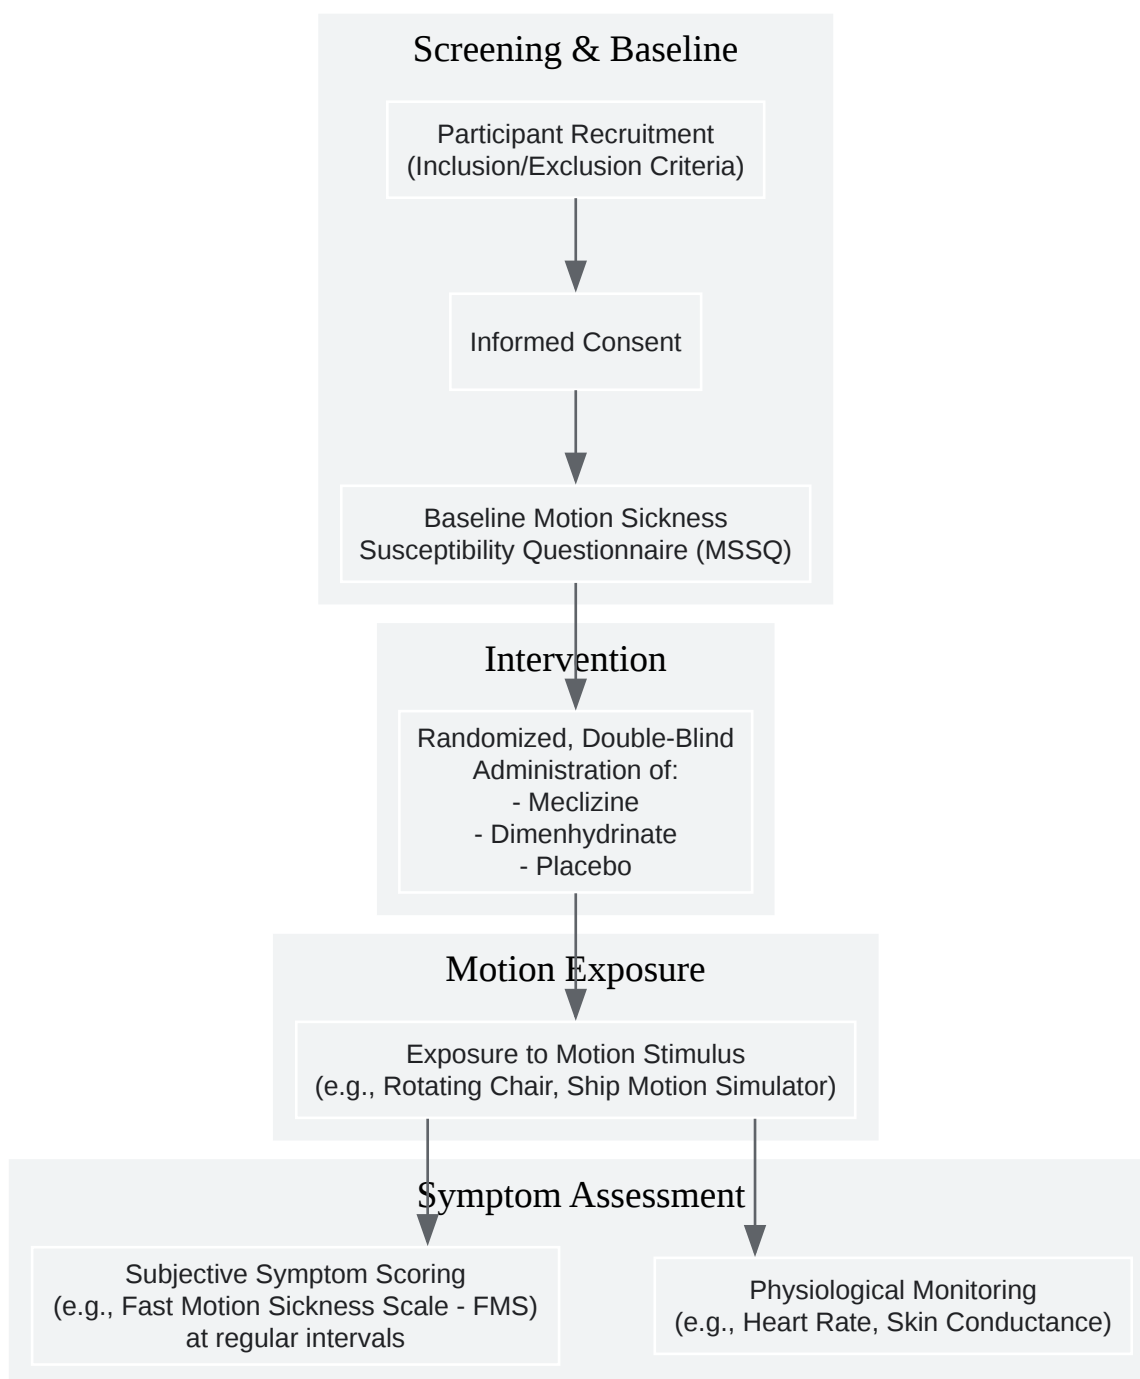 Screening & Baseline
Participant Recruitment
(Inclusion/Exclusion Criteria)
Informed Consent
Baseline Motion Sickness
Susceptibility Questionnaire (MSSQ)
Intervention
Randomized, Double-Blind
Administration of:
- Meclizine
- Dimenhydrinate
- Placebo
Motion Exposure
Exposure to Motion Stimulus
(e.g., Rotating Chair, Ship Motion Simulator)
Symptom Assessment
Subjective Symptom Scoring
(e.g., Fast Motion Sickness Scale - FMS)
at regular intervals
Physiological Monitoring
(e.g., Heart Rate, Skin Conductance)